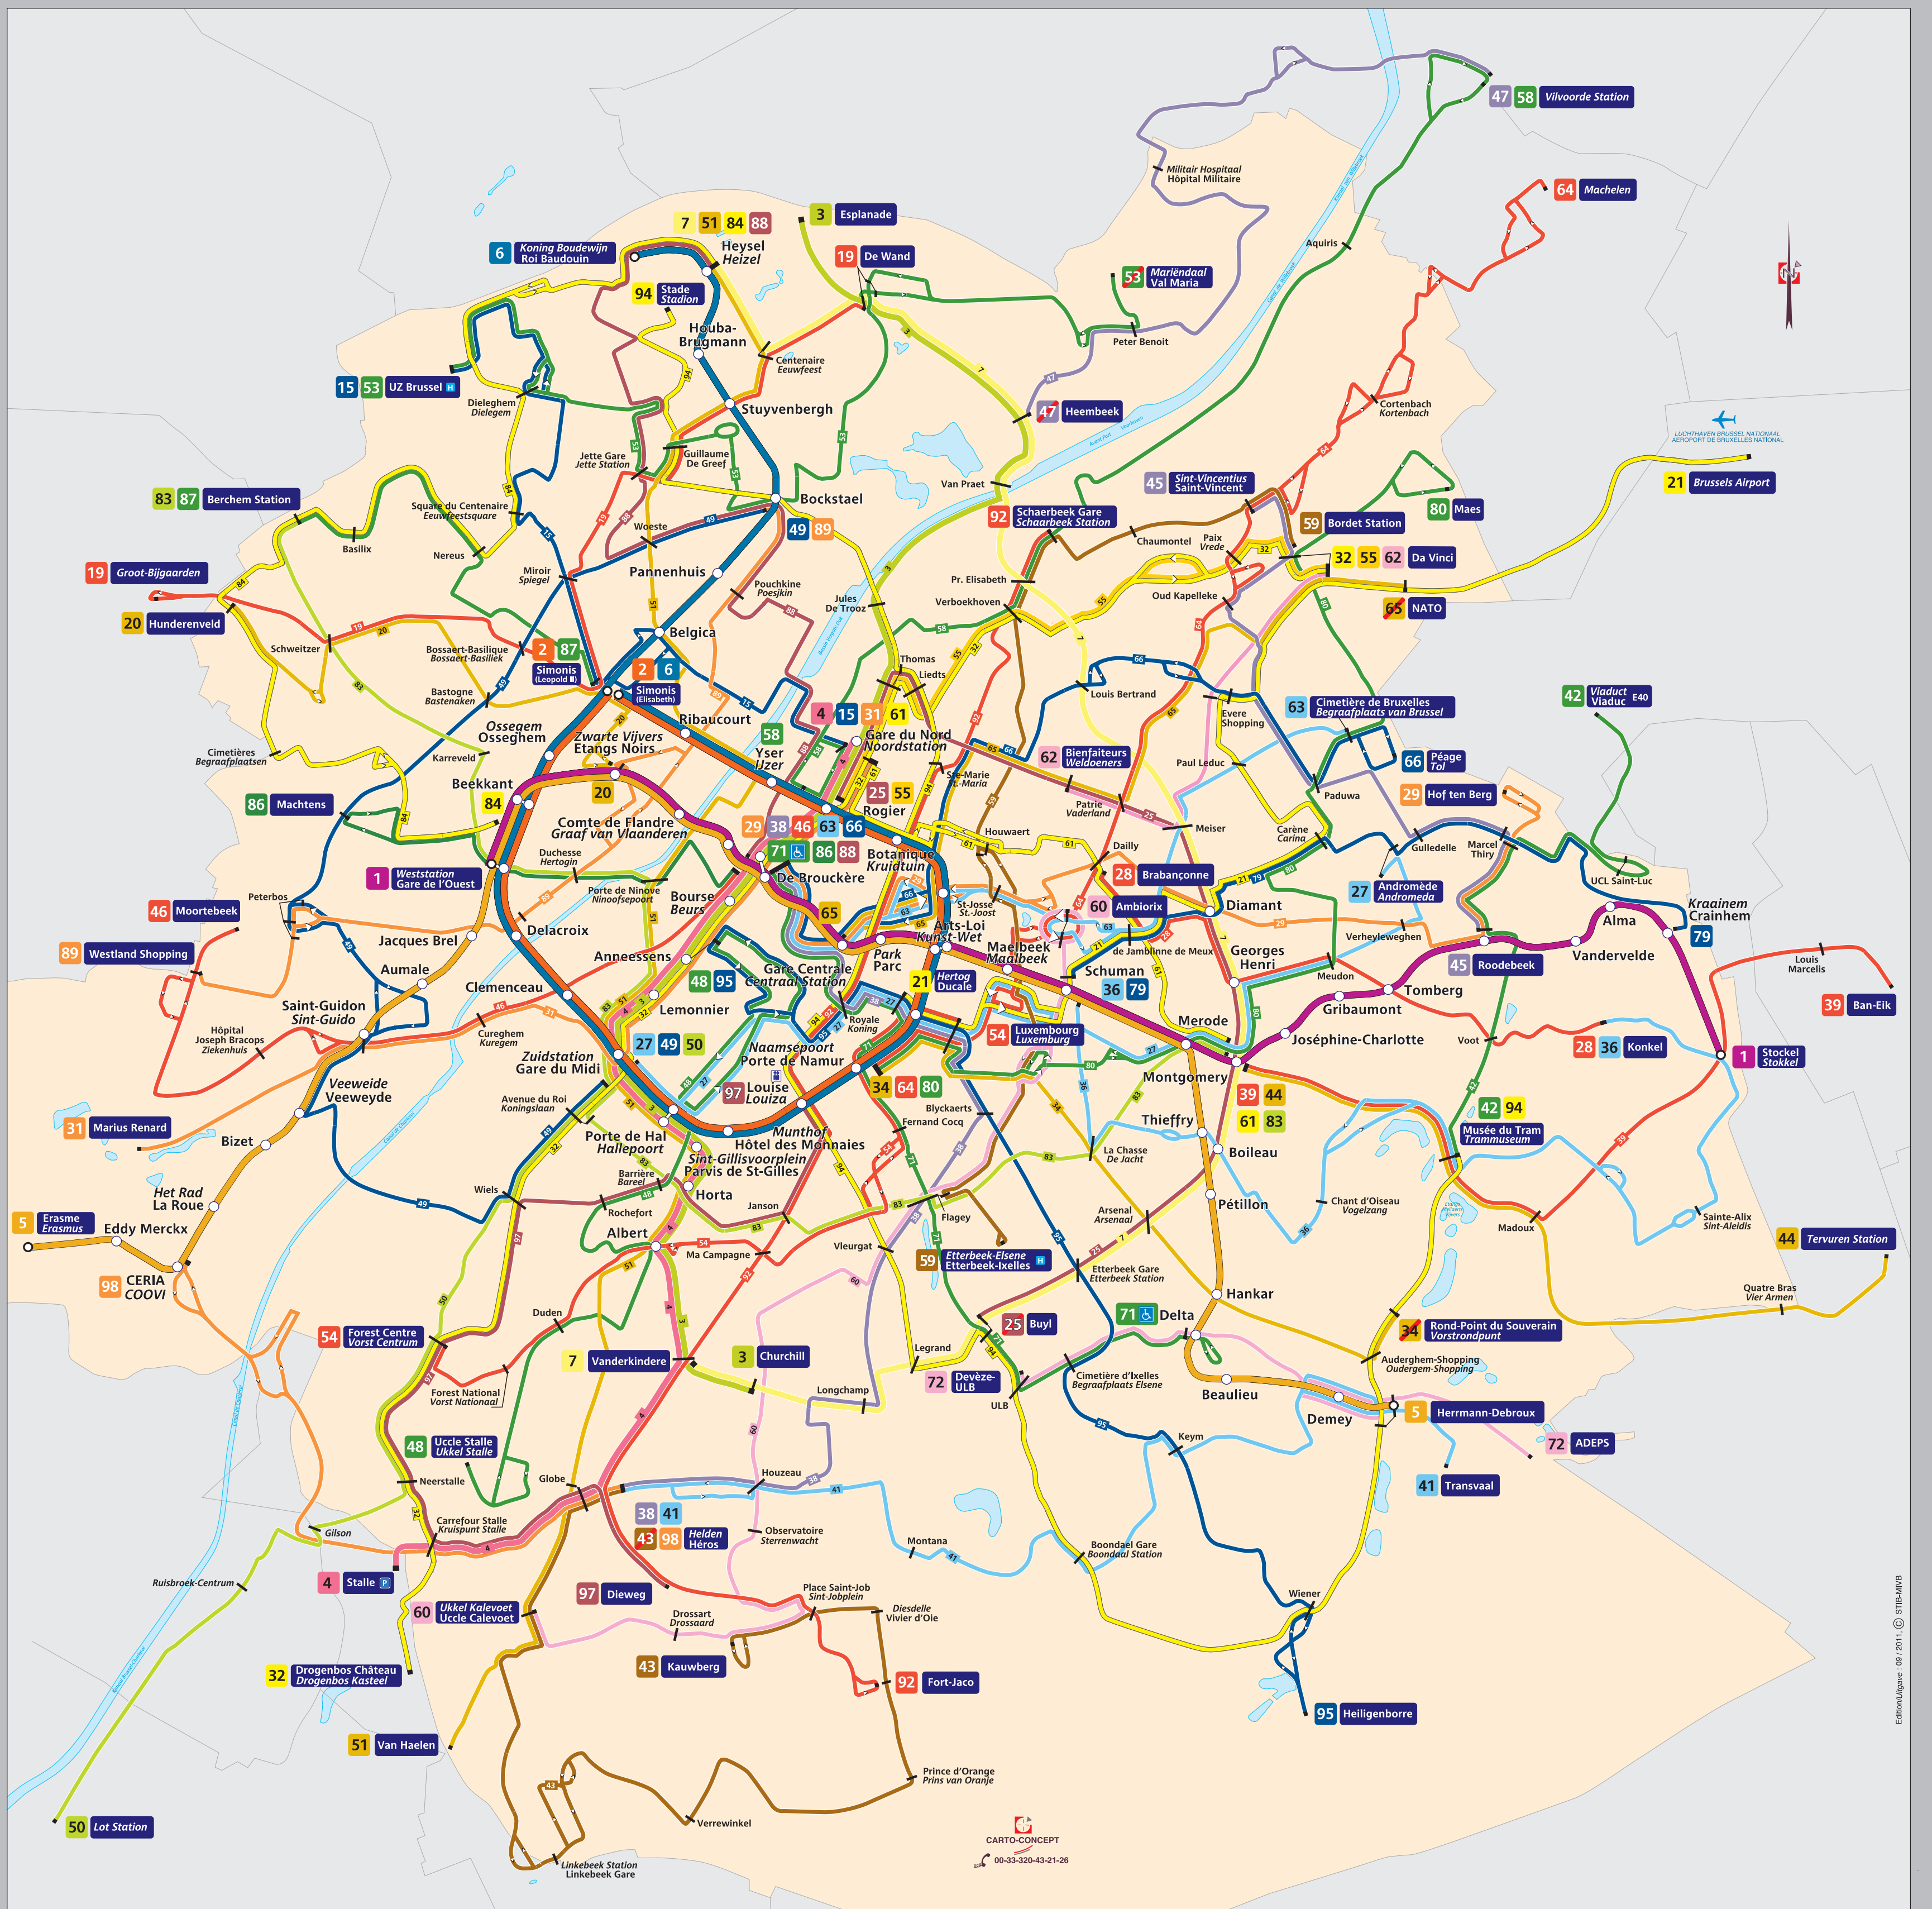 47 58 Vilvoorde Station
Militair Hospitaal
Hôpital Militaire
64 Machelen
3 Esplanade
7 51 84 88
Heysel
Heizel
6 Koning Boudewijn
Roi Baudouin
19 De Wand
Aquiris
53 Mariëndaal
Val Maria
94 Stade
Stadion
Houba-
Brugmann
Peter Benoit
Centenaire
Eeuwfeest
15 53 UZ Brussel H
Dieleghem
Dielegem
Stuyvenbergh
47 Heembeek
Cortenbach
Kortenbach
LUCHTHAVEN BRUSSEL NATIONAAL
AEROPORT DE BRUXELLES NATIONAL
Jette Gare
Jette Station
Guillaume
De Greef
Van Praet
45 Sint-Vincentius
Saint-Vincent
21 Brussels Airport
83 87 Berchem Station
Square du Centenaire
Eeuwfeestsquare
Bockstael
49 89
92 Schaerbeek Gare
Schaarbeek Station
80 Maes
59 Bordet Station
Basilix
Nereus
Woeste
Chaumontel
Paix
Vrede
32 55 62 Da Vinci
19 Groot-Bijgaarden
Miroir
Spiegel
Pannenhuis
Pouchkine
Poesjkin
Pr. Elisabeth
Oud Kapelleke
65 NATO
20 Hunderenveld
Jules
De Trooz
Verboekhoven
Schweitzer
Bossaert-Basilique
Bossaert-Basiliek
Belgica
2 87
Simonis
(Leopold II)
2 6
Simonis
(Elisabeth)
Thomas
Liedts
Bastogne
Bastenaken
Louis Bertrand
42 Viaduct
Viaduc E40
Evere
Shopping
63 Cimetière de Bruxelles
Begraafplaats van Brussel
Ossegem
Osseghem
Ribaucourt
4 15 31 61
Gare du Nord
Noordstation
Zwarte Vijvers
Etangs Noirs
58
Yser
IJzer
Cimetières
Begraafplaatsen
Karreveld
62 Bienfaiteurs
Weldoeners
Paul Leduc
66 Péage
Tol
Ste-Marie
St.-Maria
Beekkant
84
20
25 55
Rogier
29 Hof ten Berg
86 Machtens
Patrie
Vaderland
Paduwa
Comte de Flandre
Graaf van Vlaanderen
29 38 46 63 66
71 86 88
Houwaert
Meiser
Carène
Carina
Gulledelle
Marcel
Thiry
Duchesse
Hertogin
Botanique
Kruidtuin
Dailly
1 Weststation
Gare de l'Ouest
De Brouckère
28 Brabançonne
27 Andromède
Andromeda
UCL Saint-Luc
Porte de Ninove
Ninoofsepoort
Bourse
Beurs
Peterbos
St-Josse
St.-Joost
60 Ambiorix
Diamant
46 Moortebeek
65
Arts-Loi
Kunst-Wet
Alma
Kraainem
Crainhem
79
Delacroix
Jacques Brel
Verheyleweghen
89 Westland Shopping
Anneessens
Park
Parc
Maelbeek
Maalbeek
de Jamblinne de Meux
Georges
Henri
Vandervelde
45 Roodebeek
Louis
Marcelis
Aumale
Gare Centrale
Centraal Station
48 95
21 Hertog
Ducale
Schuman
36 79
Meudon
Clemenceau
Tomberg
39 Ban-Eik
Saint-Guidon
Sint-Guido
Lemonnier
Royale
Koning
Gribaumont
Hôpital
Joseph Bracops
Ziekenhuis
Cureghem
Kuregem
54 Luxembourg
Luxemburg
Merode
Joséphine-Charlotte
Voot
28 36 Konkel
1 Stockel
Stokkel
Zuidstation
Gare du Midi
27 49 50
Naamsepoort
Porte de Namur
Montgomery
Veeweide
Veeweyde
97
Louise
Louiza
34 64 80
39 44
61 83
Avenue du Roi
Koningslaan
Blyckaerts
Fernand Cocq
Thieffry
42 94
Musée du Tram
Trammuseum
31 Marius Renard
Bizet
Porte de Hal
Hallepoort
Munthof
Hôtel des Monnaies
Sint-Gillisvoorplein
Parvis de St-Gilles
La Chasse
De Jacht
Boileau
Barrière
Bareel
Het Rad
La Roue
Wiels
Horta
Rochefort
Janson
Flagey
Pétillon
Chant d'Oiseau
Vogelzang
Arsenal
Arsenaal
Madoux
Sainte-Alix
Sint-Aleidis
5 Erasme
Erasmus
Eddy Merckx
Albert
Ma Campagne
Vleurgat
59 Etterbeek-Elsene
Etterbeek-Ixelles H
44 Tervuren Station
Etterbeek Gare
Etterbeek Station
98 CERIA
COOVI
Hankar
Quatre Bras
Vier Armen
Duden
71 Delta
25 Buyl
34 Rond-Point du Souverain
Vorstrondpunt
54 Forest Centre
Vorst Centrum
7 Vanderkindere
3 Churchill
Legrand
Auderghem-Shopping
Oudergem-Shopping
72 Devèze-
ULB
ULB
Cimetière d'Ixelles
Begraafplaats Elsene
Forest National
Vorst Nationaal
Longchamp
Beaulieu
Demey
5 Herrmann-Debroux
48 Uccle Stalle
Ukkel Stalle
Keym
72 ADEPS
Neerstalle
Globe
Houzeau
41 Transvaal
38 41
43 98 Helden
Héros
Gilson
Carrefour Stalle
Kruispunt Stalle
Observatoire
Sterrenwacht
Montana
Boondael Gare
Boondaal Station
4 Stalle P
Ruisbroek-Centrum
97 Dieweg
Place Saint-Job
Sint-Jobplein
Diesdelle
Vivier d'Oie
Wiener
60 Ukkel Kalevoet
Uccle Calevoet
Drossart
Drossaard
32 Drogenbos Château
Drogenbos Kasteel
43 Kauwberg
92 Fort-Jaco
95 Heiligenborre
51 Van Haelen
Prince d'Orange
Prins van Oranje
50 Lot Station
Verrewinkel
Linkebeek Station
Linkebeek Gare
CARTO-CONCEPT
00-33-320-43-21-26
Edition/Uitgave : 09 / 2011, © STIB-MIVB